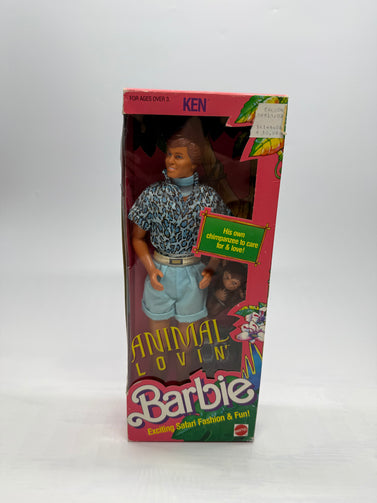 FOR AGES OVER 3.
KEN
His own
chimpanzee to care
for & love!
ANIMAL
LOVIN'
Barbie
Exciting Safari Fashion & Fun!
MATTEL